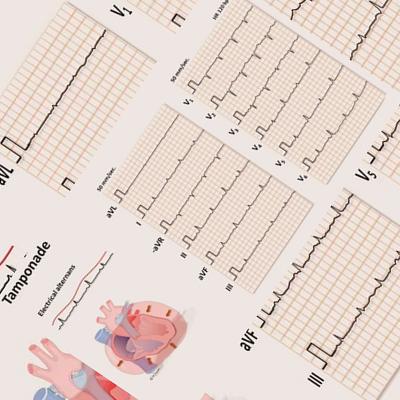 V1
HR 120 bp
50 mm/sec.
V1
V2
V3
V4
V5
V6
V5
aVL
50 mm/sec.
aVL
I
-aVR
II
aVF
III
aVF
III
Tamponade
Electrical alternans